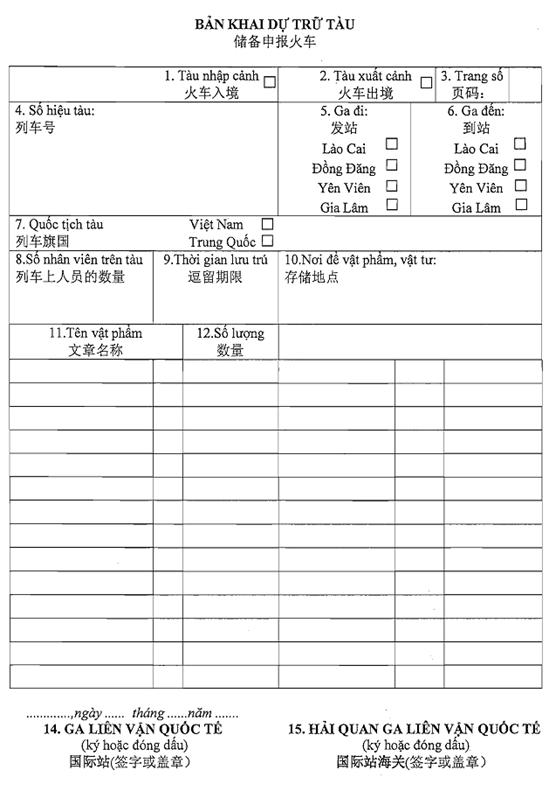 BẢN KHAI DỰ TRỮ TÀU
储备申报火车
1. Tàu nhập cảnh ☐
火车入境
2. Tàu xuất cảnh ☐
火车出境
3. Trang số
页码：
4. Số hiệu tàu:
列车号
5. Ga đi:
发站
Lào Cai ☐
Đồng Đăng ☐
Yên Viên ☐
Gia Lâm ☐
6. Ga đến:
到站
Lào Cai ☐
Đồng Đăng ☐
Yên Viên ☐
Gia Lâm ☐
7. Quốc tịch tàu
列车旗国
Việt Nam ☐
Trung Quốc ☐
8.Số nhân viên trên tàu
列车上人员的数量
9.Thời gian lưu trú
逗留期限
10.Nơi để vật phẩm, vật tư:
存储地点
11.Tên vật phẩm
文章名称
12.Số lượng
数量
.............,ngày ...... tháng ......năm .......
14. GA LIÊN VẬN QUỐC TẾ
(ký hoặc đóng dấu)
国际站(签字或盖章）
15. HẢI QUAN GA LIÊN VẬN QUỐC TẾ
(ký hoặc đóng dấu)
国际站海关(签字或盖章）